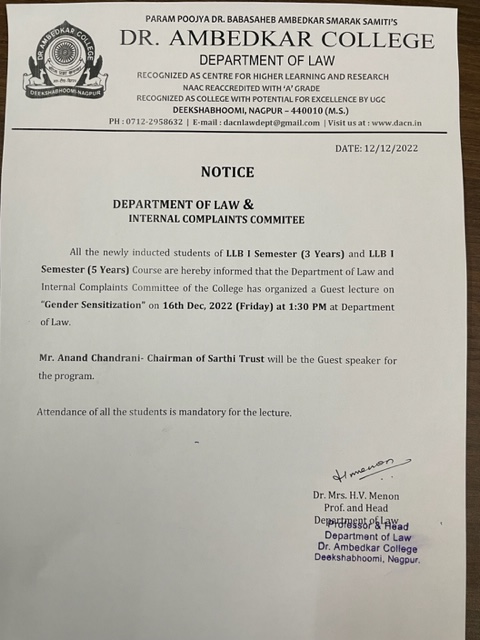 PARAM POOJYA DR. BABASAHEB AMBEDKAR SMARAK SAMITI'S
DR. AMBEDKAR COLLEGE
DEPARTMENT OF LAW
RECOGNIZED AS CENTRE FOR HIGHER LEARNING AND RESEARCH
NAAC REACCREDITED WITH 'A' GRADE
RECOGNIZED AS COLLEGE WITH POTENTIAL FOR EXCELLENCE BY UGC
DEEKSHABHOOMI, NAGPUR – 440010 (M.S.)
PH : 0712-2958632 | E-mail : dacnlawdept@gmail.com | Visit us at : www.dacn.in
DR. AMBEDKAR COLLEGE
DEEKSHABHOOMI, NAGPUR
DATE: 12/12/2022
NOTICE
DEPARTMENT OF LAW &
INTERNAL COMPLAINTS COMMITEE
All the newly inducted students of LLB I Semester (3 Years) and LLB I
Semester (5 Years) Course are hereby informed that the Department of Law and
Internal Complaints Committee of the College has organized a Guest lecture on
"Gender Sensitization" on 16th Dec, 2022 (Friday) at 1:30 PM at Department
of Law.
Mr. Anand Chandrani- Chairman of Sarthi Trust will be the Guest speaker for
the program.
Attendance of all the students is mandatory for the lecture.
Hmenon
Dr. Mrs. H.V. Menon
Prof. and Head
Department of Law
Professor & Head
Department of Law
Dr. Ambedkar College
Deekshabhoomi, Nagpur.